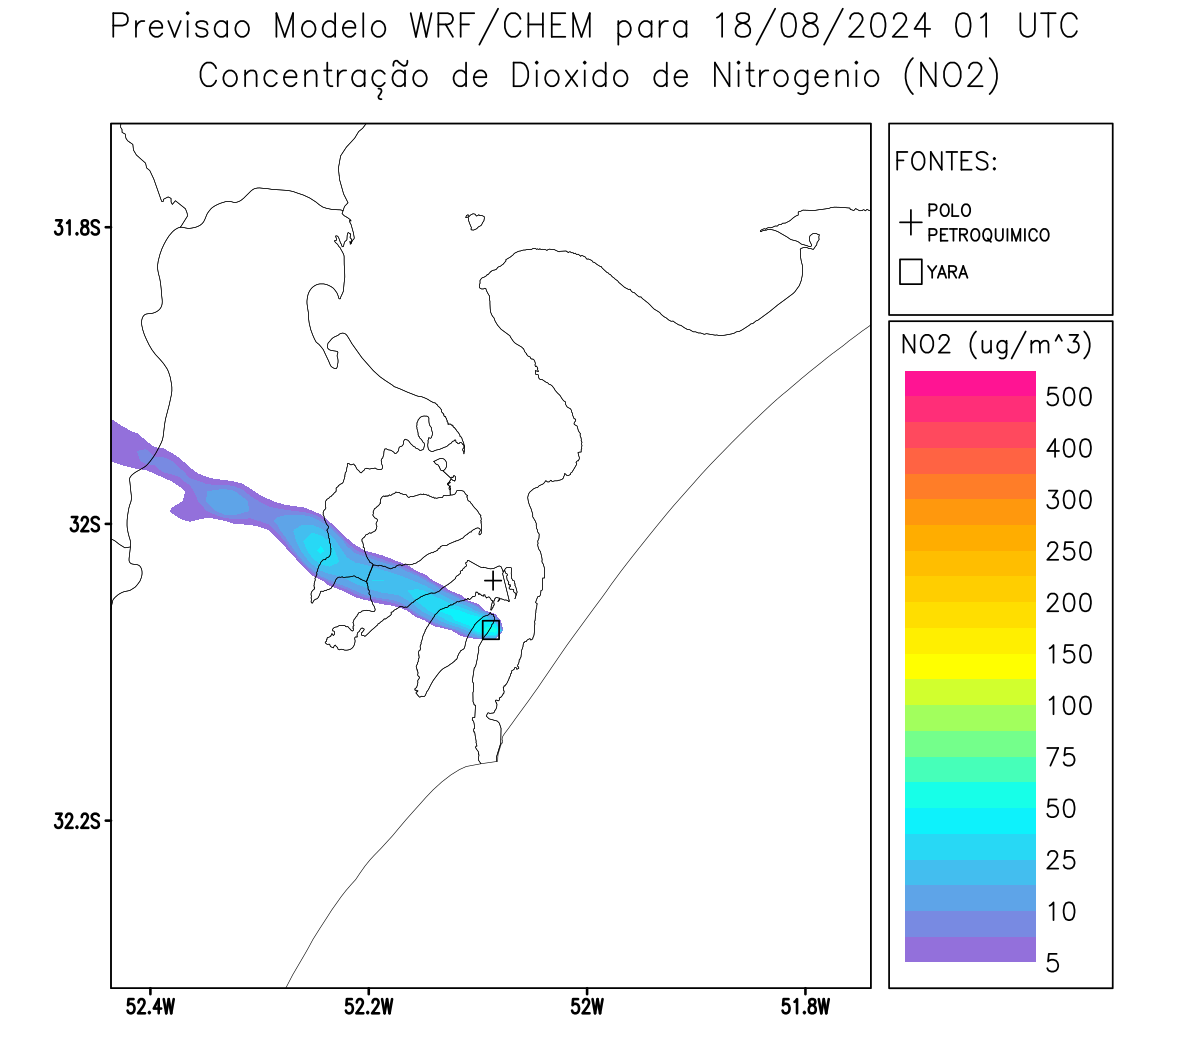 Previsao Modelo WRF/CHEM para 18/08/2024 01 UTC
Concentração de Dioxido de Nitrogenio (NO2)
FONTES:
POLO
PETROQUIMICO
YARA
NO2 (ug/m^3)
500
400
300
250
200
150
100
75
50
25
10
5
31.8S
32S
32.2S
52.4W
52.2W
52W
51.8W